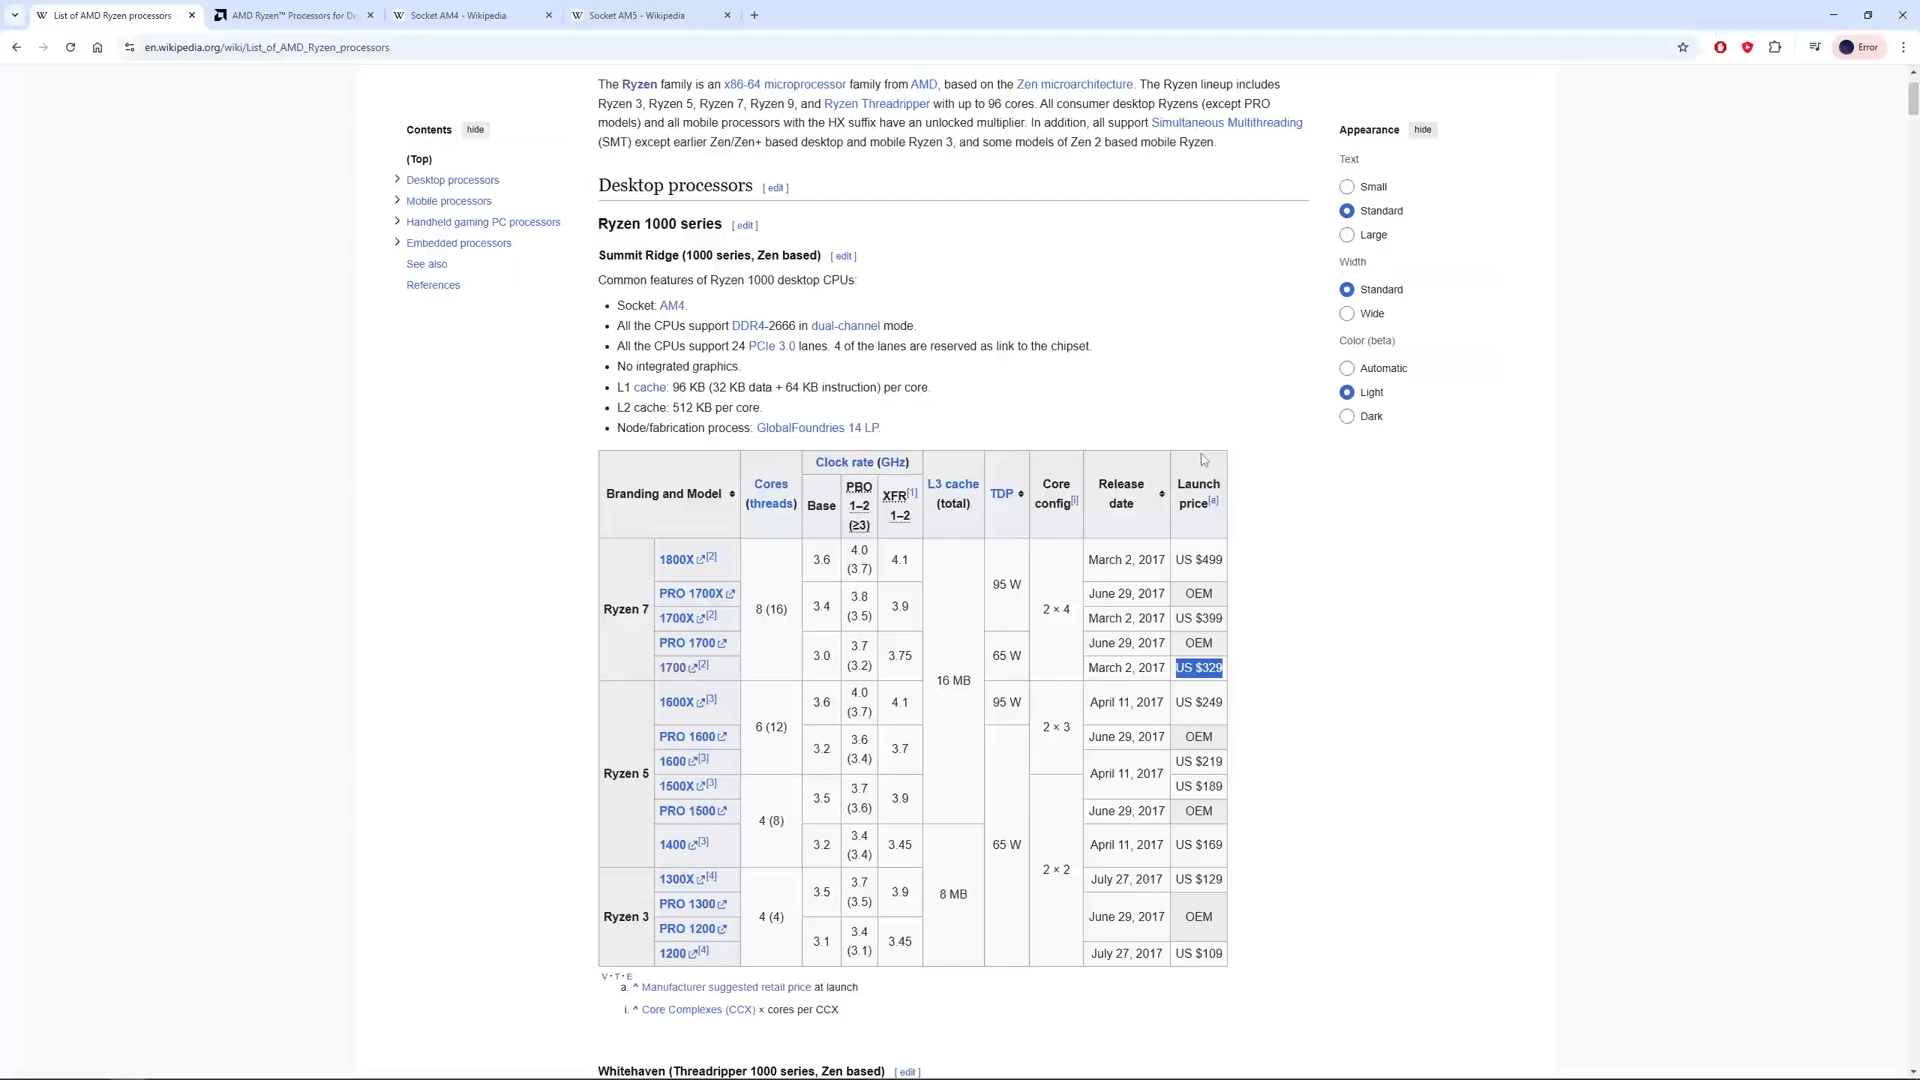 List of AMD Ryzen processors -
AMD Ryzen™ Processors for De
Socket AM4 - Wikipedia
Socket AM5 - Wikipedia
en.wikipedia.org/wiki/List_of_AMD_Ryzen_processors
Error
The Ryzen family is an x86-64 microprocessor family from AMD, based on the Zen microarchitecture. The Ryzen lineup includes
Ryzen 3, Ryzen 5, Ryzen 7, Ryzen 9, and Ryzen Threadripper with up to 96 cores. All consumer desktop Ryzens (except PRO
models) and all mobile processors with the HX suffix have an unlocked multiplier. In addition, all support Simultaneous Multithreading
(SMT) except earlier Zen/Zen+ based desktop and mobile Ryzen 3, and some models of Zen 2 based mobile Ryzen.
Contents hide
(Top)
Desktop processors
Mobile processors
Handheld gaming PC processors
Embedded processors
See also
References
Appearance hide
Text
Small
Standard
Large
Width
Standard
Wide
Color (beta)
Automatic
Light
Dark
Desktop processors [ edit ]
Ryzen 1000 series [ edit ]
Summit Ridge (1000 series, Zen based) [ edit ]
Common features of Ryzen 1000 desktop CPUs:
• Socket: AM4.
• All the CPUs support DDR4-2666 in dual-channel mode.
• All the CPUs support 24 PCIe 3.0 lanes. 4 of the lanes are reserved as link to the chipset.
• No integrated graphics.
• L1 cache: 96 KB (32 KB data + 64 KB instruction) per core.
• L2 cache: 512 KB per core.
• Node/fabrication process: GlobalFoundries 14 LP.
Branding and Model
Cores
(threads)
Clock rate (GHz)
Base
PBO
1–2
(≥3)
XFR[1]
1–2
L3 cache
(total)
TDP
Core
config[i]
Release
date
Launch
price[a]
Ryzen 7
1800X[2]
8 (16)
3.6
4.0
(3.7)
4.1
16 MB
95 W
2 × 4
March 2, 2017
US $499
PRO 1700X
3.4
3.8
(3.5)
3.9
June 29, 2017
OEM
1700X[2]
March 2, 2017
US $399
PRO 1700
3.0
3.7
(3.2)
3.75
65 W
June 29, 2017
OEM
1700[2]
March 2, 2017
US $329
Ryzen 5
1600X[3]
6 (12)
3.6
4.0
(3.7)
4.1
95 W
2 × 3
April 11, 2017
US $249
PRO 1600
3.2
3.6
(3.4)
3.7
65 W
June 29, 2017
OEM
1600[3]
April 11, 2017
US $219
1500X[3]
4 (8)
3.5
3.7
(3.6)
3.9
2 × 2
US $189
PRO 1500
June 29, 2017
OEM
1400[3]
3.2
3.4
(3.4)
3.45
8 MB
April 11, 2017
US $169
Ryzen 3
1300X[4]
4 (4)
3.5
3.7
(3.5)
3.9
July 27, 2017
US $129
PRO 1300
June 29, 2017
OEM
PRO 1200
3.1
3.4
(3.1)
3.45
1200[4]
July 27, 2017
US $109
V · T · E
a. ^ Manufacturer suggested retail price at launch
i. ^ Core Complexes (CCX) × cores per CCX
Whitehaven (Threadripper 1000 series, Zen based) [ edit ]